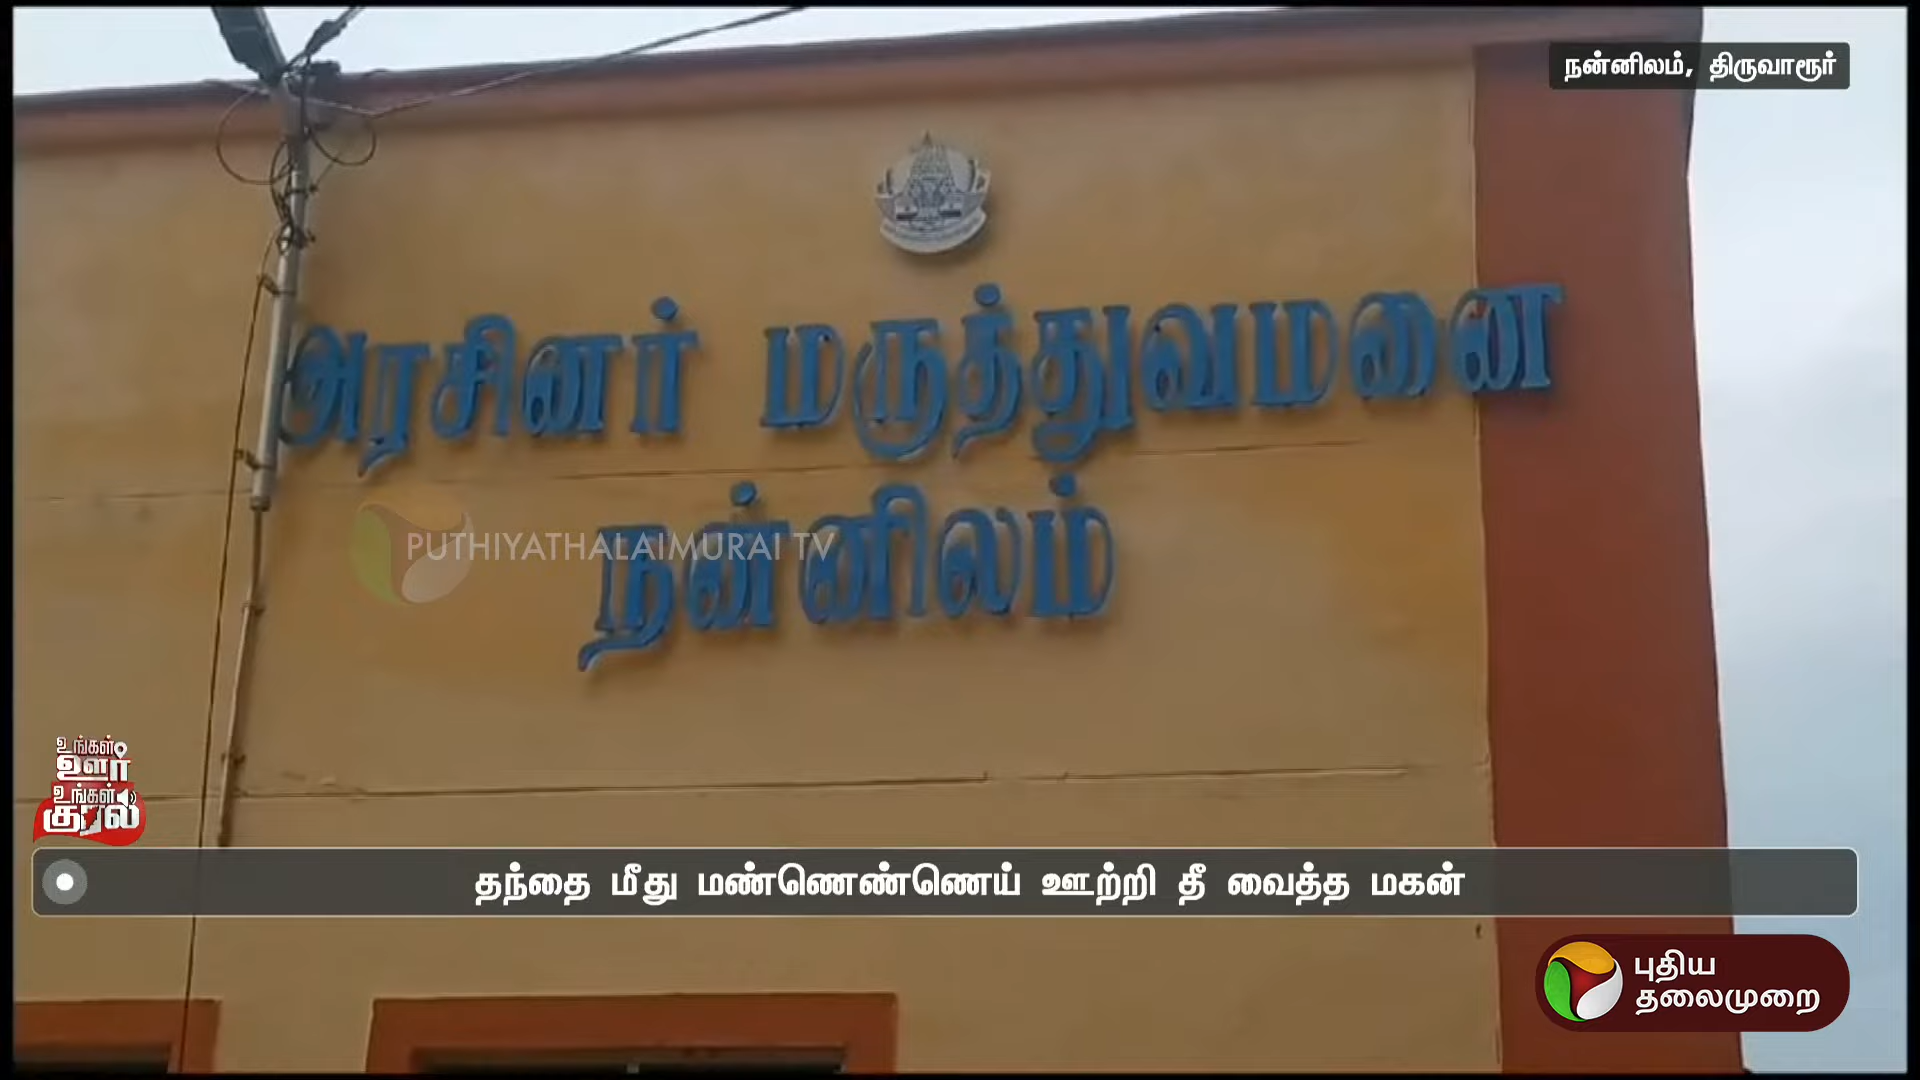 நன்னிலம், திருவாரூர்
அரசினர் மருத்துவமனை
நன்னிலம்
PUTHIYATHALAIMURAI TV
உங்கள்
ஊர்
உங்கள்
குரல்
தந்தை மீது மண்ணெண்ணெய் ஊற்றி தீ வைத்த மகன்
புதிய
தலைமுறை